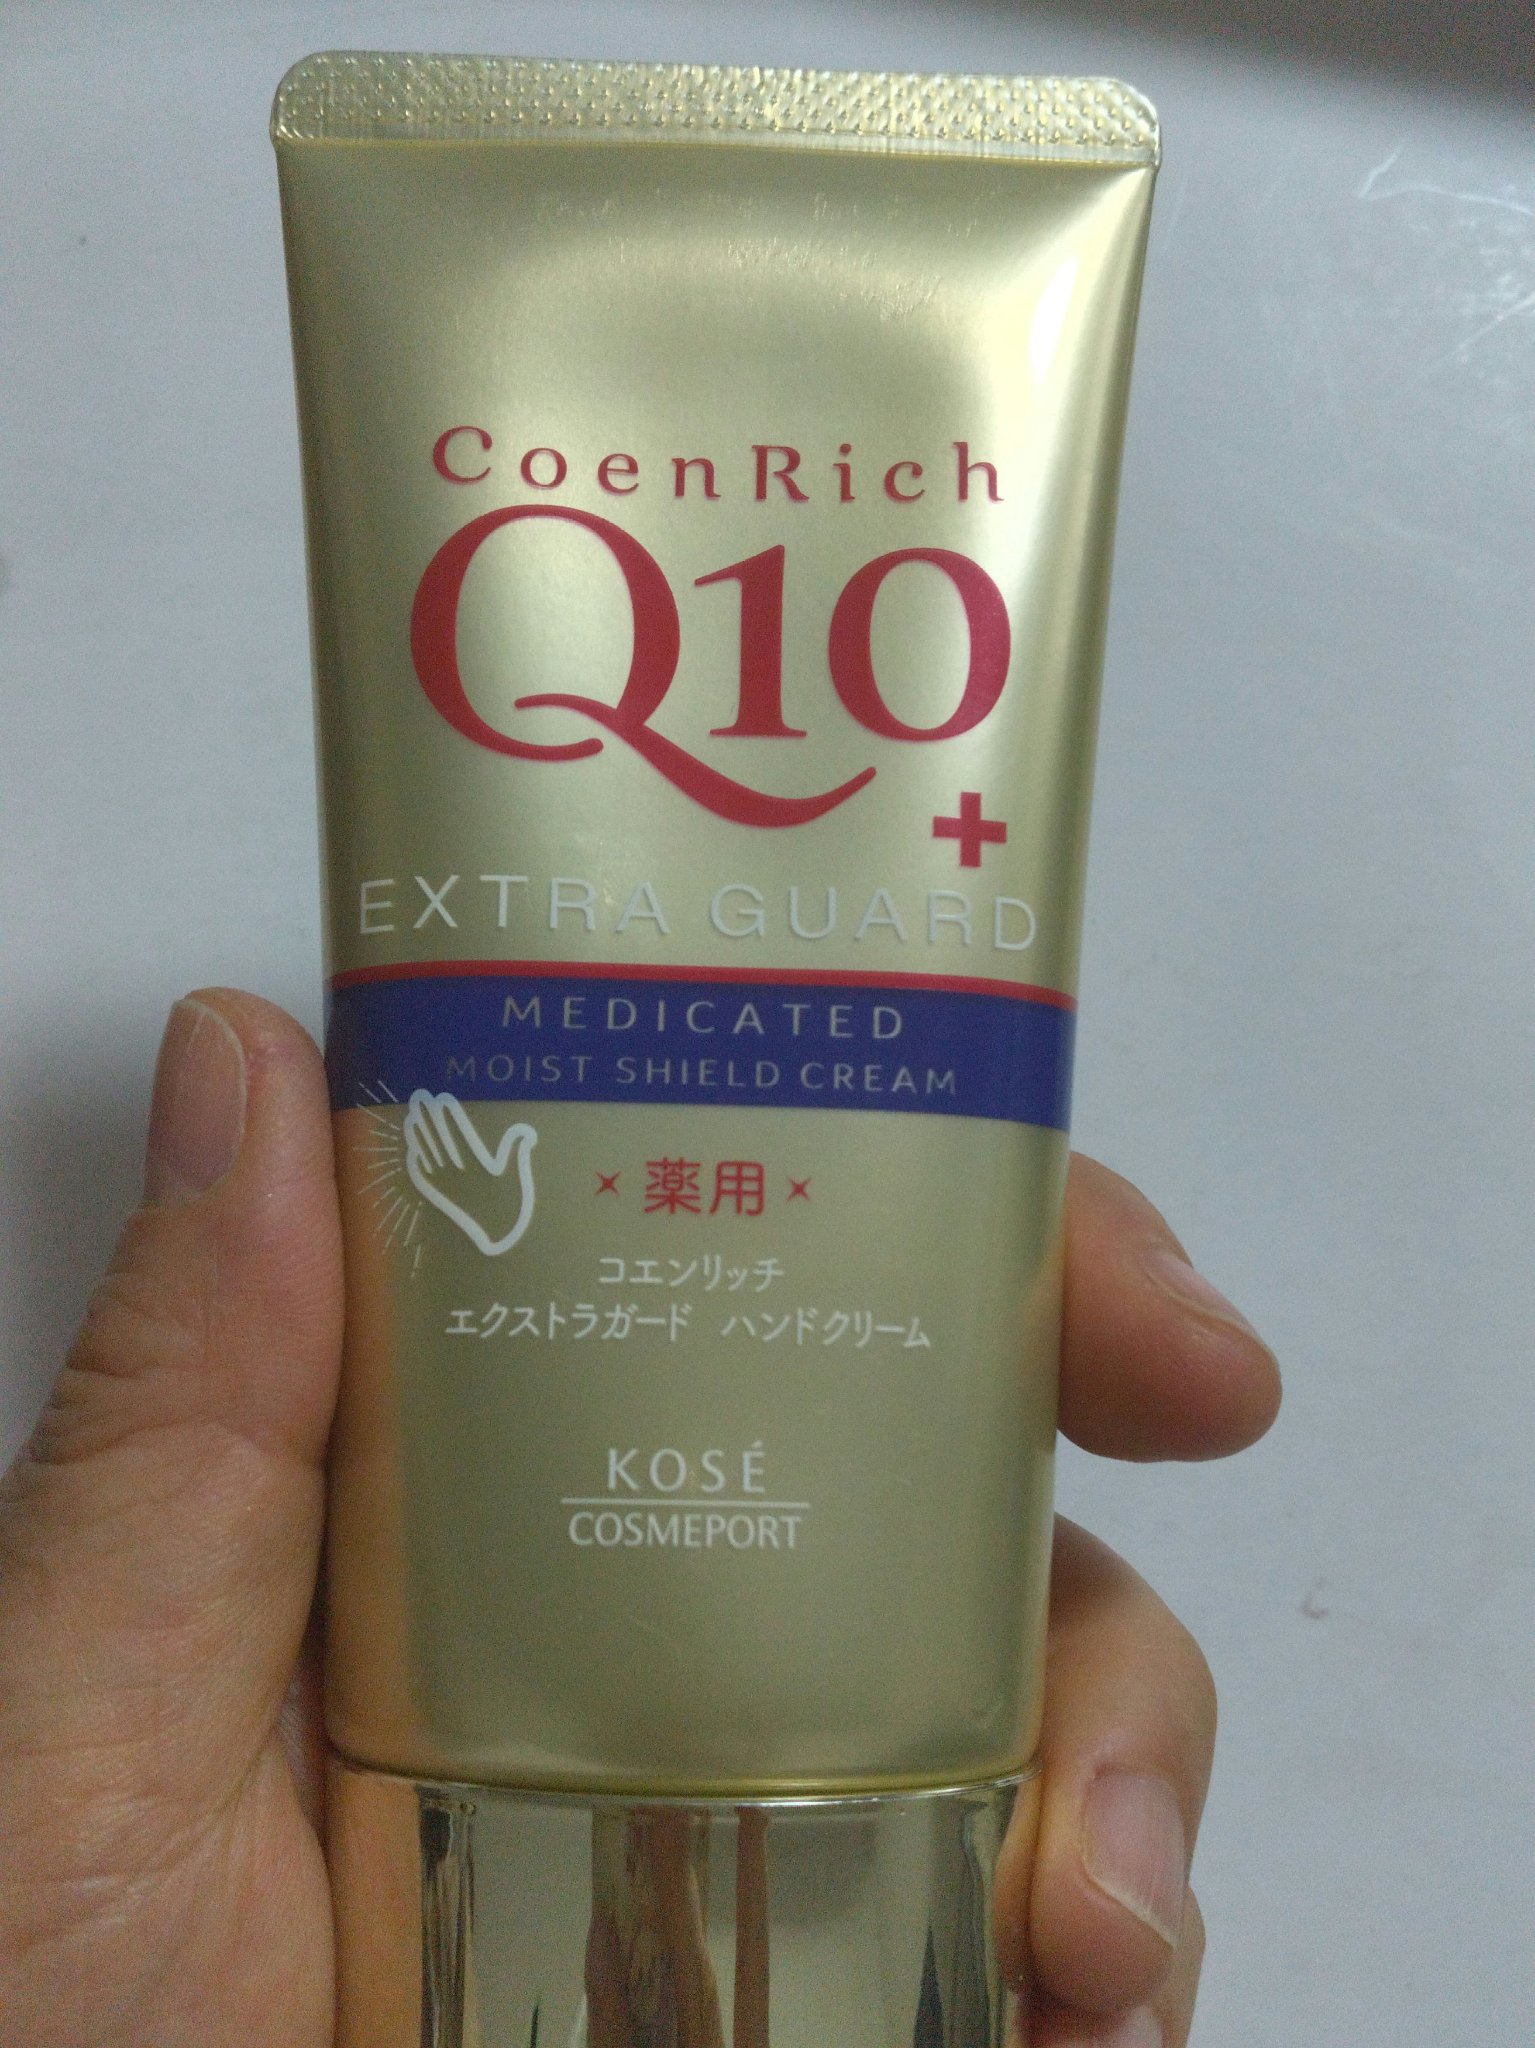 CoenRich
Q10
+
EXTRA GUARD
MEDICATED
MOIST SHIELD CREAM
薬用
コエンリッチ
エクストラガード ハンドクリーム
KOSÉ
COSMEPORT